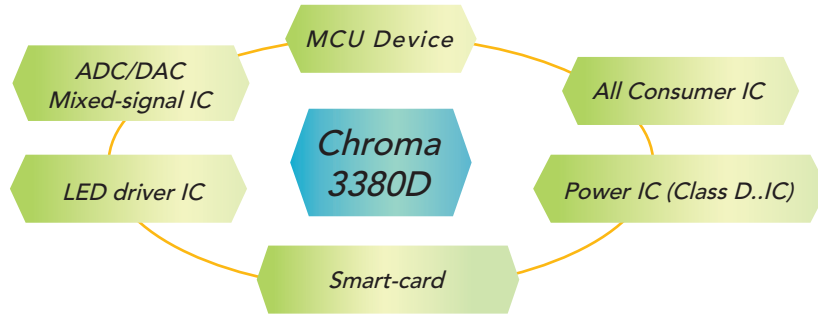 MCU Device
ADC/DAC
Mixed-signal IC
All Consumer IC
Chroma
3380D
LED driver IC
Power IC (Class D..IC)
Smart-card